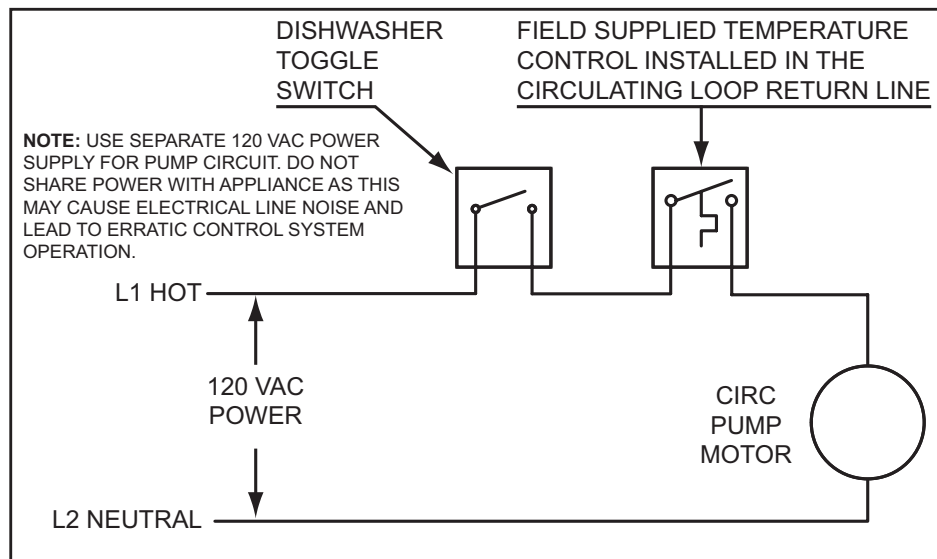 DISHWASHER
TOGGLE
SWITCH
FIELD SUPPLIED TEMPERATURE
CONTROL INSTALLED IN THE
CIRCULATING LOOP RETURN LINE
NOTE: USE SEPARATE 120 VAC POWER
SUPPLY FOR PUMP CIRCUIT. DO NOT
SHARE POWER WITH APPLIANCE AS THIS
MAY CAUSE ELECTRICAL LINE NOISE AND
LEAD TO ERRATIC CONTROL SYSTEM
OPERATION.
L1 HOT
120 VAC
POWER
CIRC
PUMP
MOTOR
L2 NEUTRAL